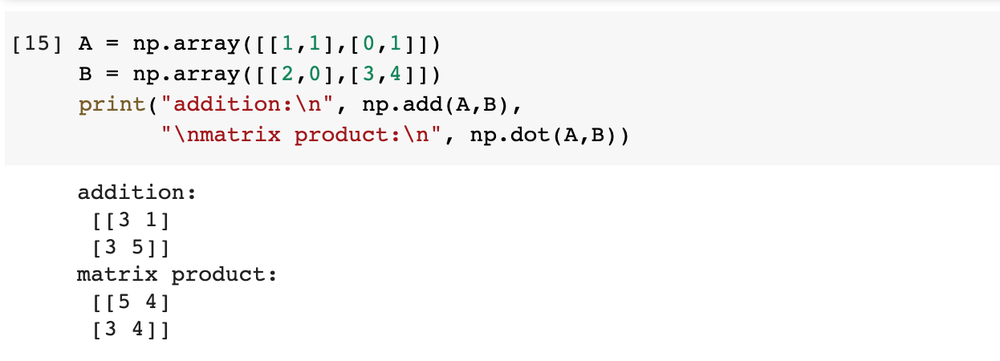 [15] A = np.array([[1,1],[0,1]])
B = np.array([[2,0],[3,4]])
print("addition:\n", np.add(A,B),
"\nmatrix product:\n", np.dot(A,B))
addition:
[[3 1]
[3 5]]
matrix product:
[[5 4]
[3 4]]